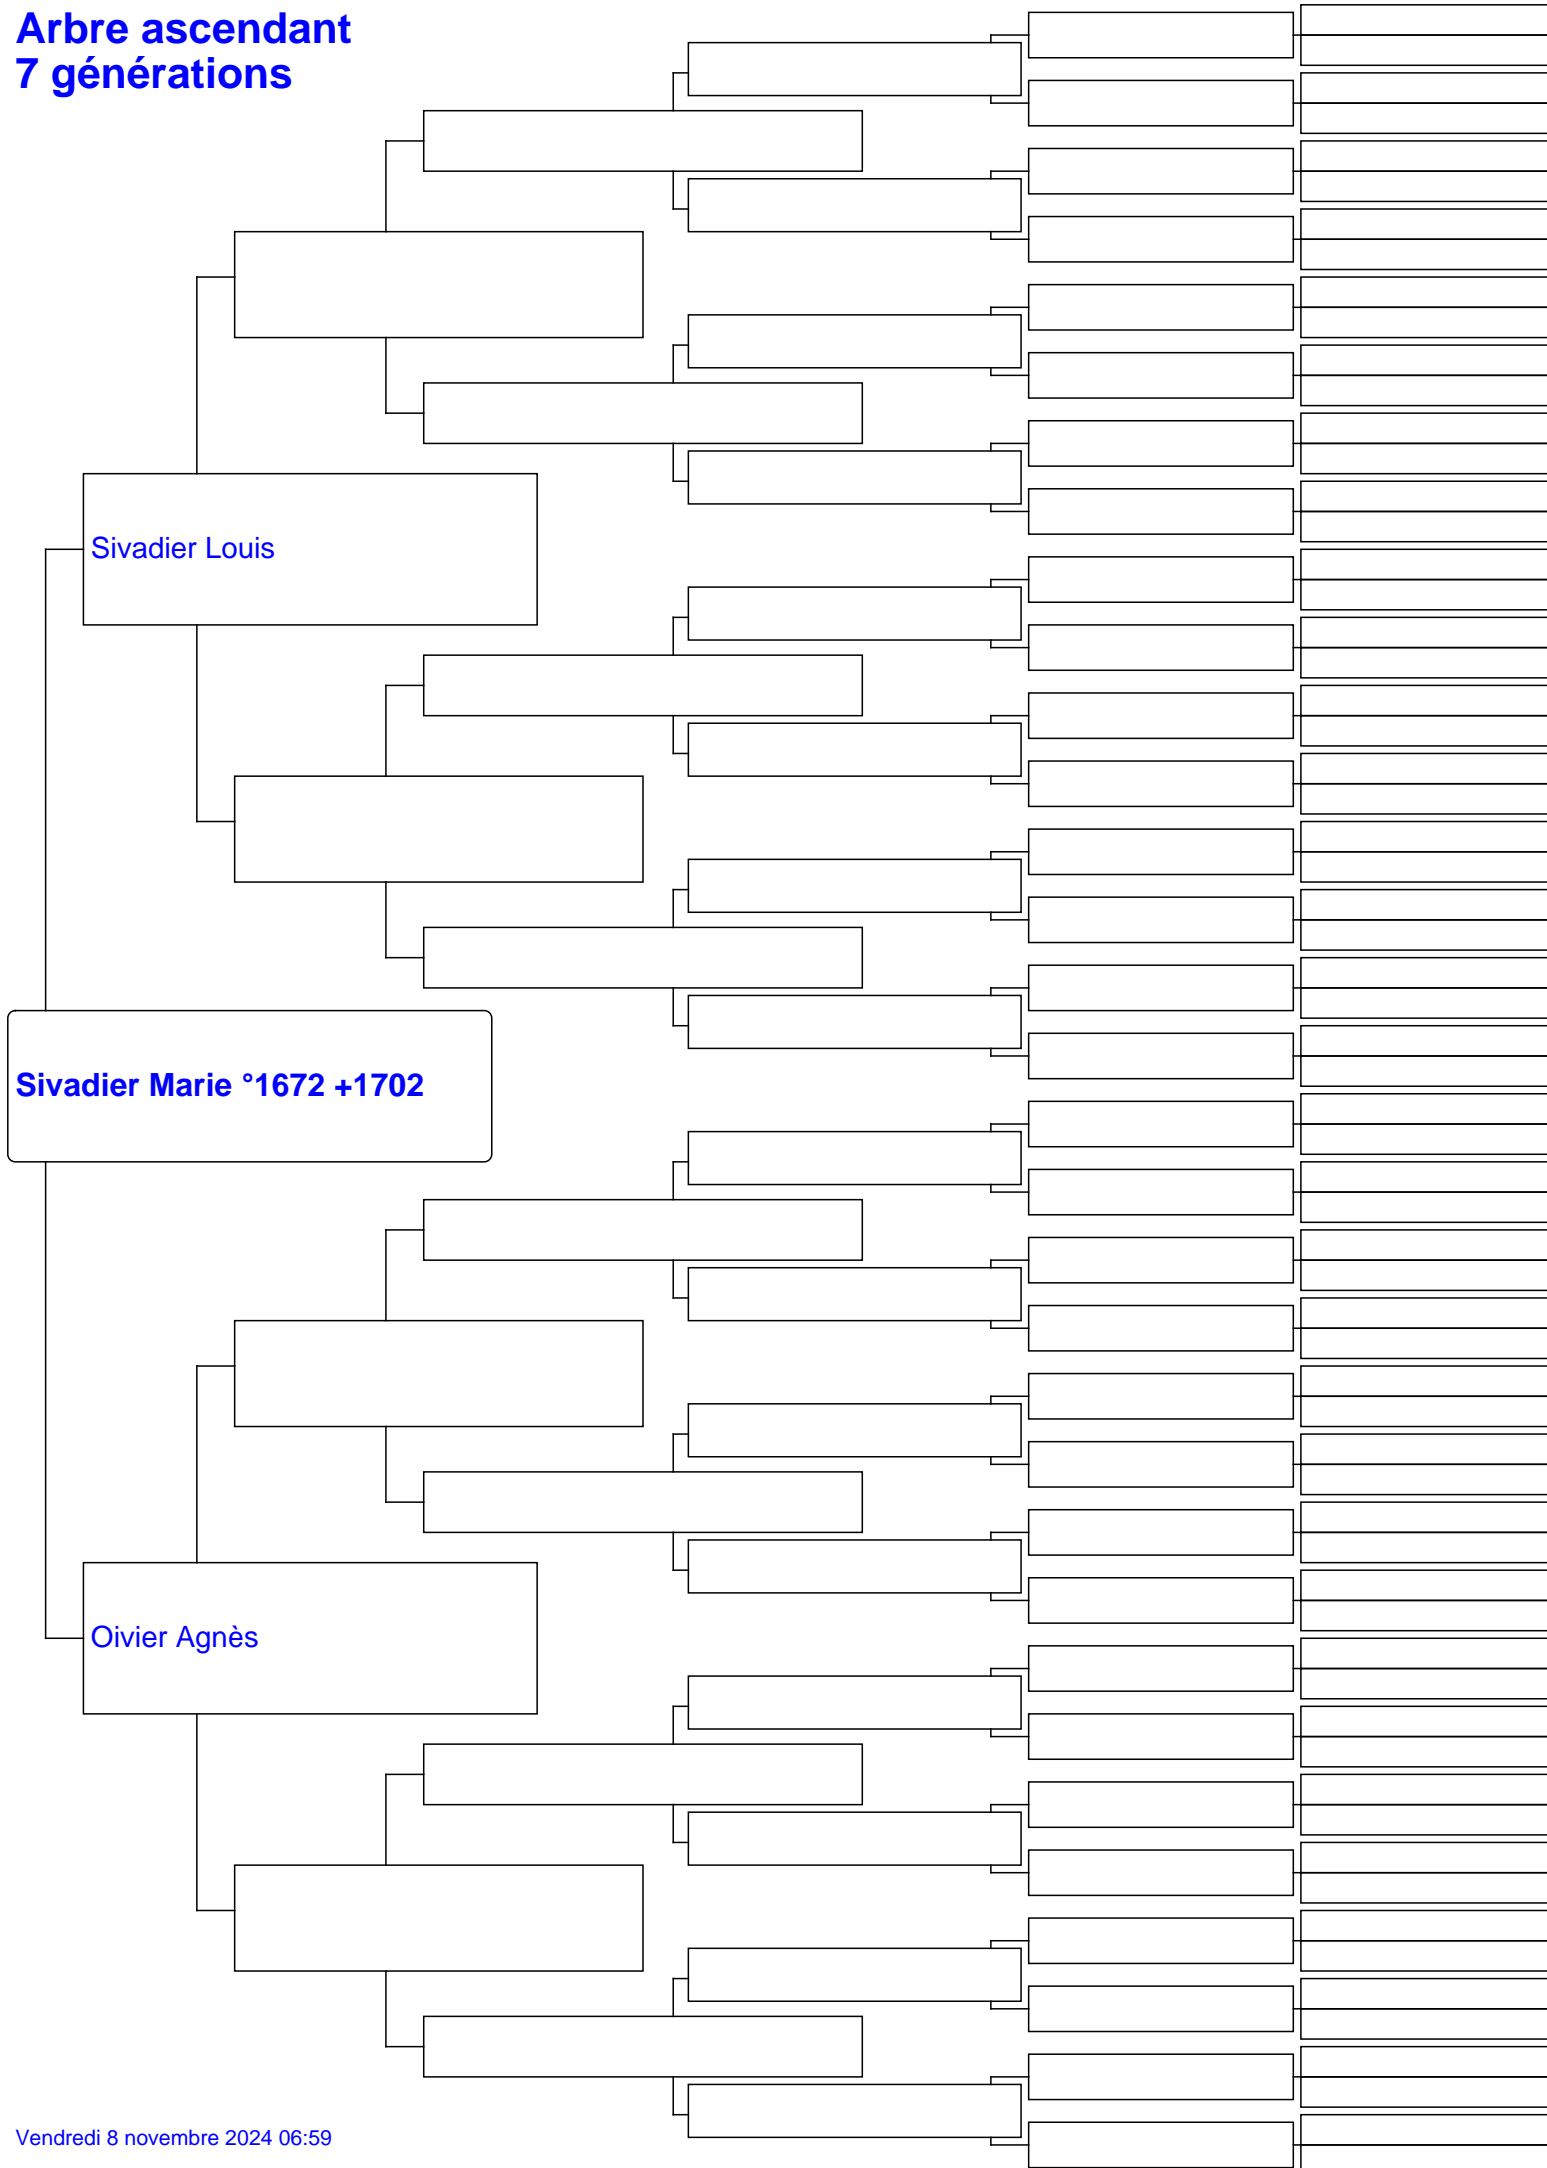 Arbre ascendant
7 générations
Sivadier Louis
Sivadier Marie °1672 +1702
Oivier Agnès
Vendredi 8 novembre 2024 06:59